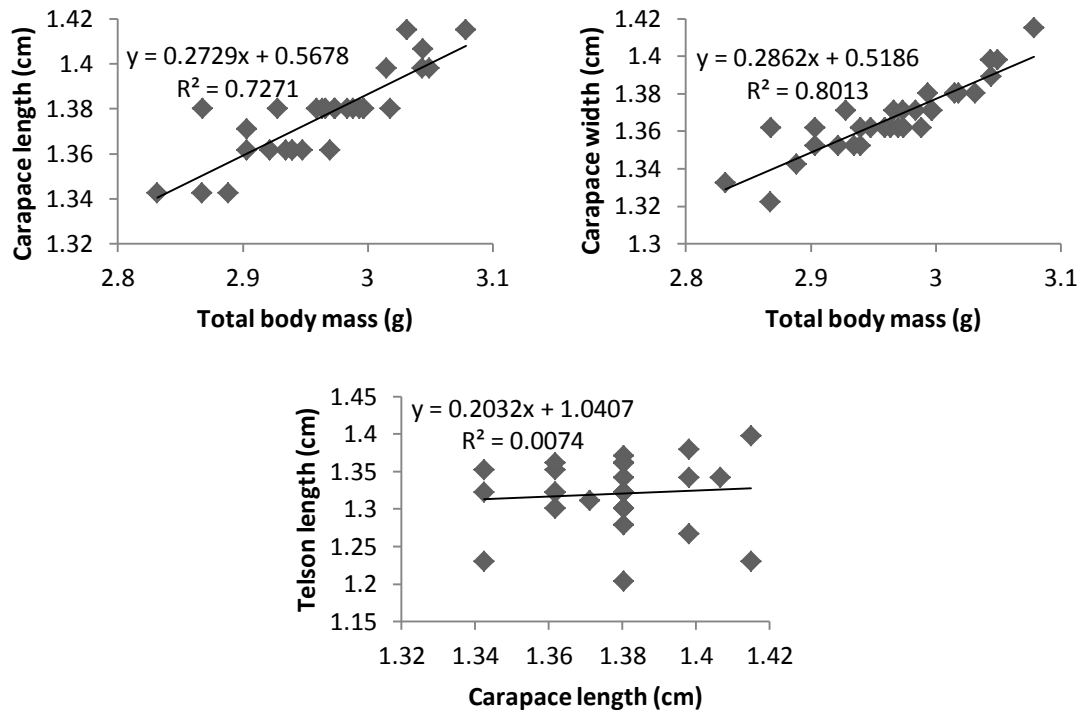 Carapace length (cm)
1.42
1.4
1.38
1.36
1.34
1.32
y = 0.2729x + 0.5678
R² = 0.7271
2.8 2.9 3 3.1
Total body mass (g)
Carapace width (cm)
1.42
1.4
1.38
1.36
1.34
1.32
1.3
y = 0.2862x + 0.5186
R² = 0.8013
2.8 2.9 3 3.1
Total body mass (g)
Telson length (cm)
1.45
1.4
1.35
1.3
1.25
1.2
1.15
y = 0.2032x + 1.0407
R² = 0.0074
1.32 1.34 1.36 1.38 1.4 1.42
Carapace length (cm)